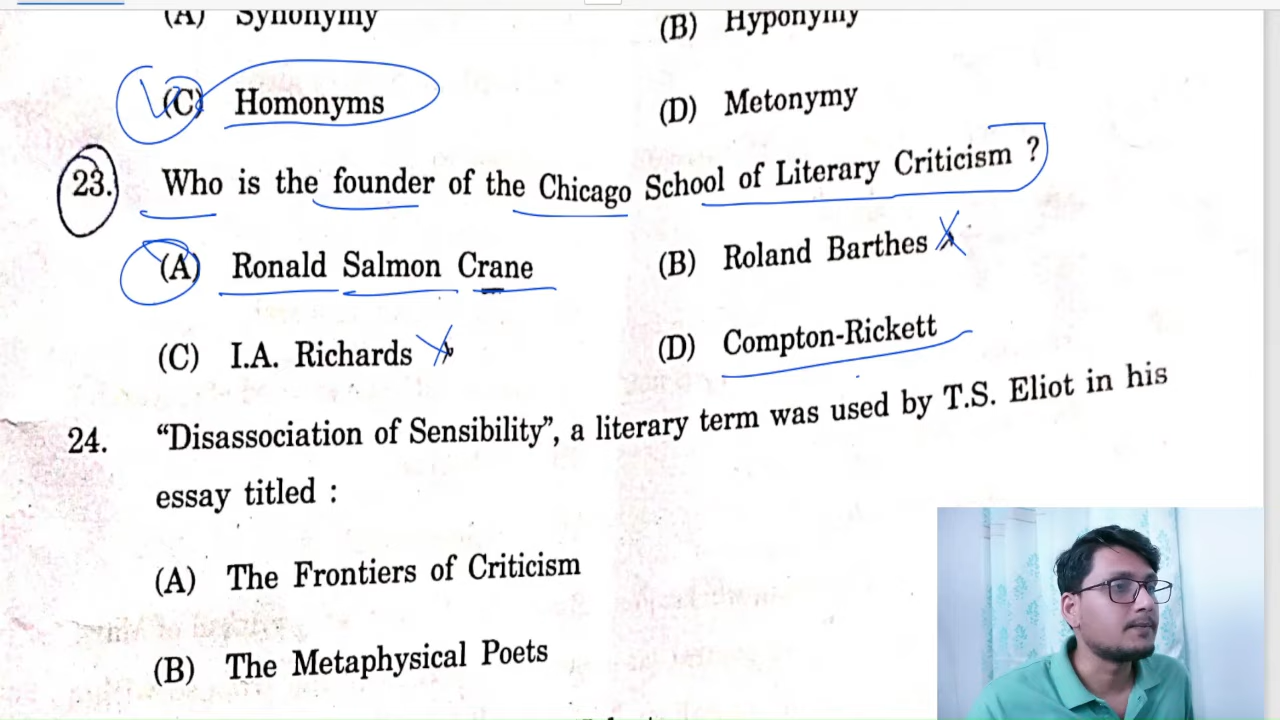 (A) Synonymy (B) Hyponymy
(C) Homonyms (D) Metonymy
23. Who is the founder of the Chicago School of Literary Criticism ?
(A) Ronald Salmon Crane (B) Roland Barthes
(C) I.A. Richards (D) Compton-Rickett
24. “Disassociation of Sensibility”, a literary term was used by T.S. Eliot in his
essay titled :
(A) The Frontiers of Criticism
(B) The Metaphysical Poets